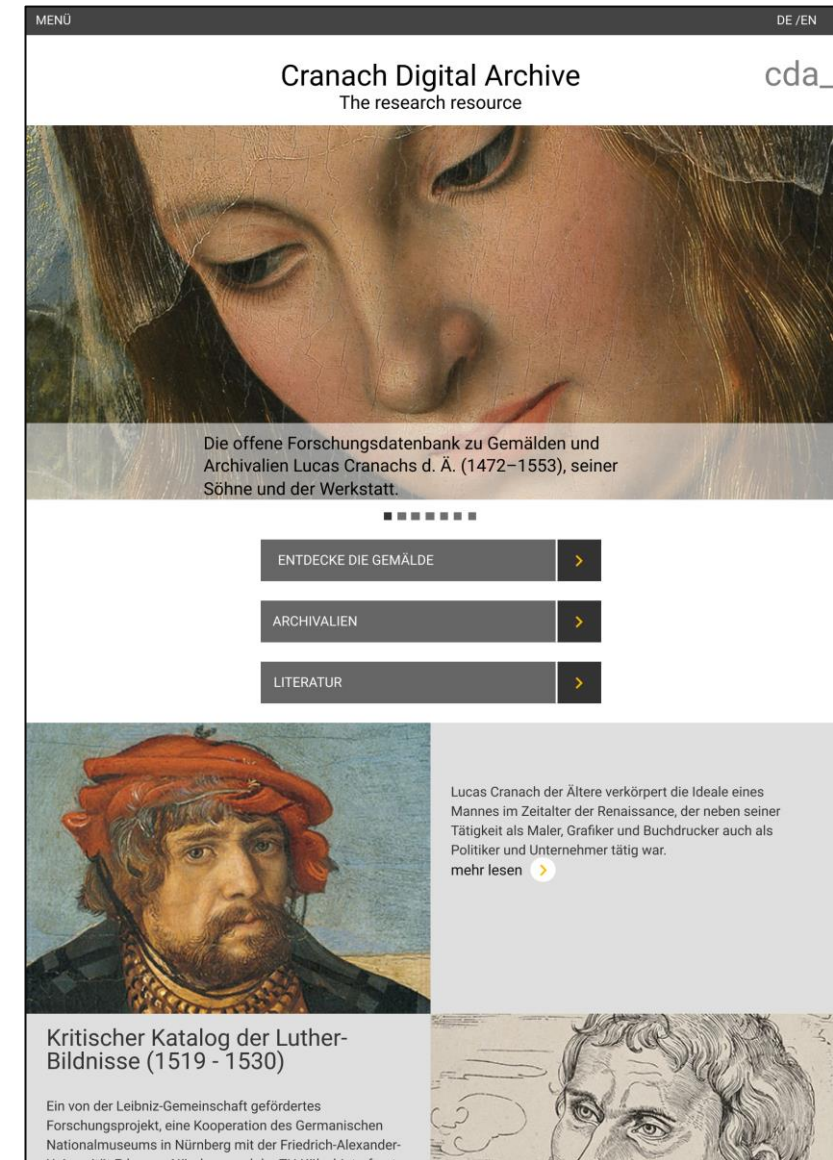 MENÜ
DE /EN
Cranach Digital Archive
The research resource
cda_
Die offene Forschungsdatenbank zu Gemälden und
Archivalien Lucas Cranachs d. Ä. (1472–1553), seiner
Söhne und der Werkstatt.
ENTDECKE DIE GEMÄLDE
ARCHIVALIEN
LITERATUR
Lucas Cranach der Ältere verkörpert die Ideale eines
Mannes im Zeitalter der Renaissance, der neben seiner
Tätigkeit als Maler, Grafiker und Buchdrucker auch als
Politiker und Unternehmer tätig war.
mehr lesen
Kritischer Katalog der Luther-
Bildnisse (1519 - 1530)
Ein von der Leibniz-Gemeinschaft gefördertes
Forschungsprojekt, eine Kooperation des Germanischen
Nationalmuseums in Nürnberg mit der Friedrich-Alexander-